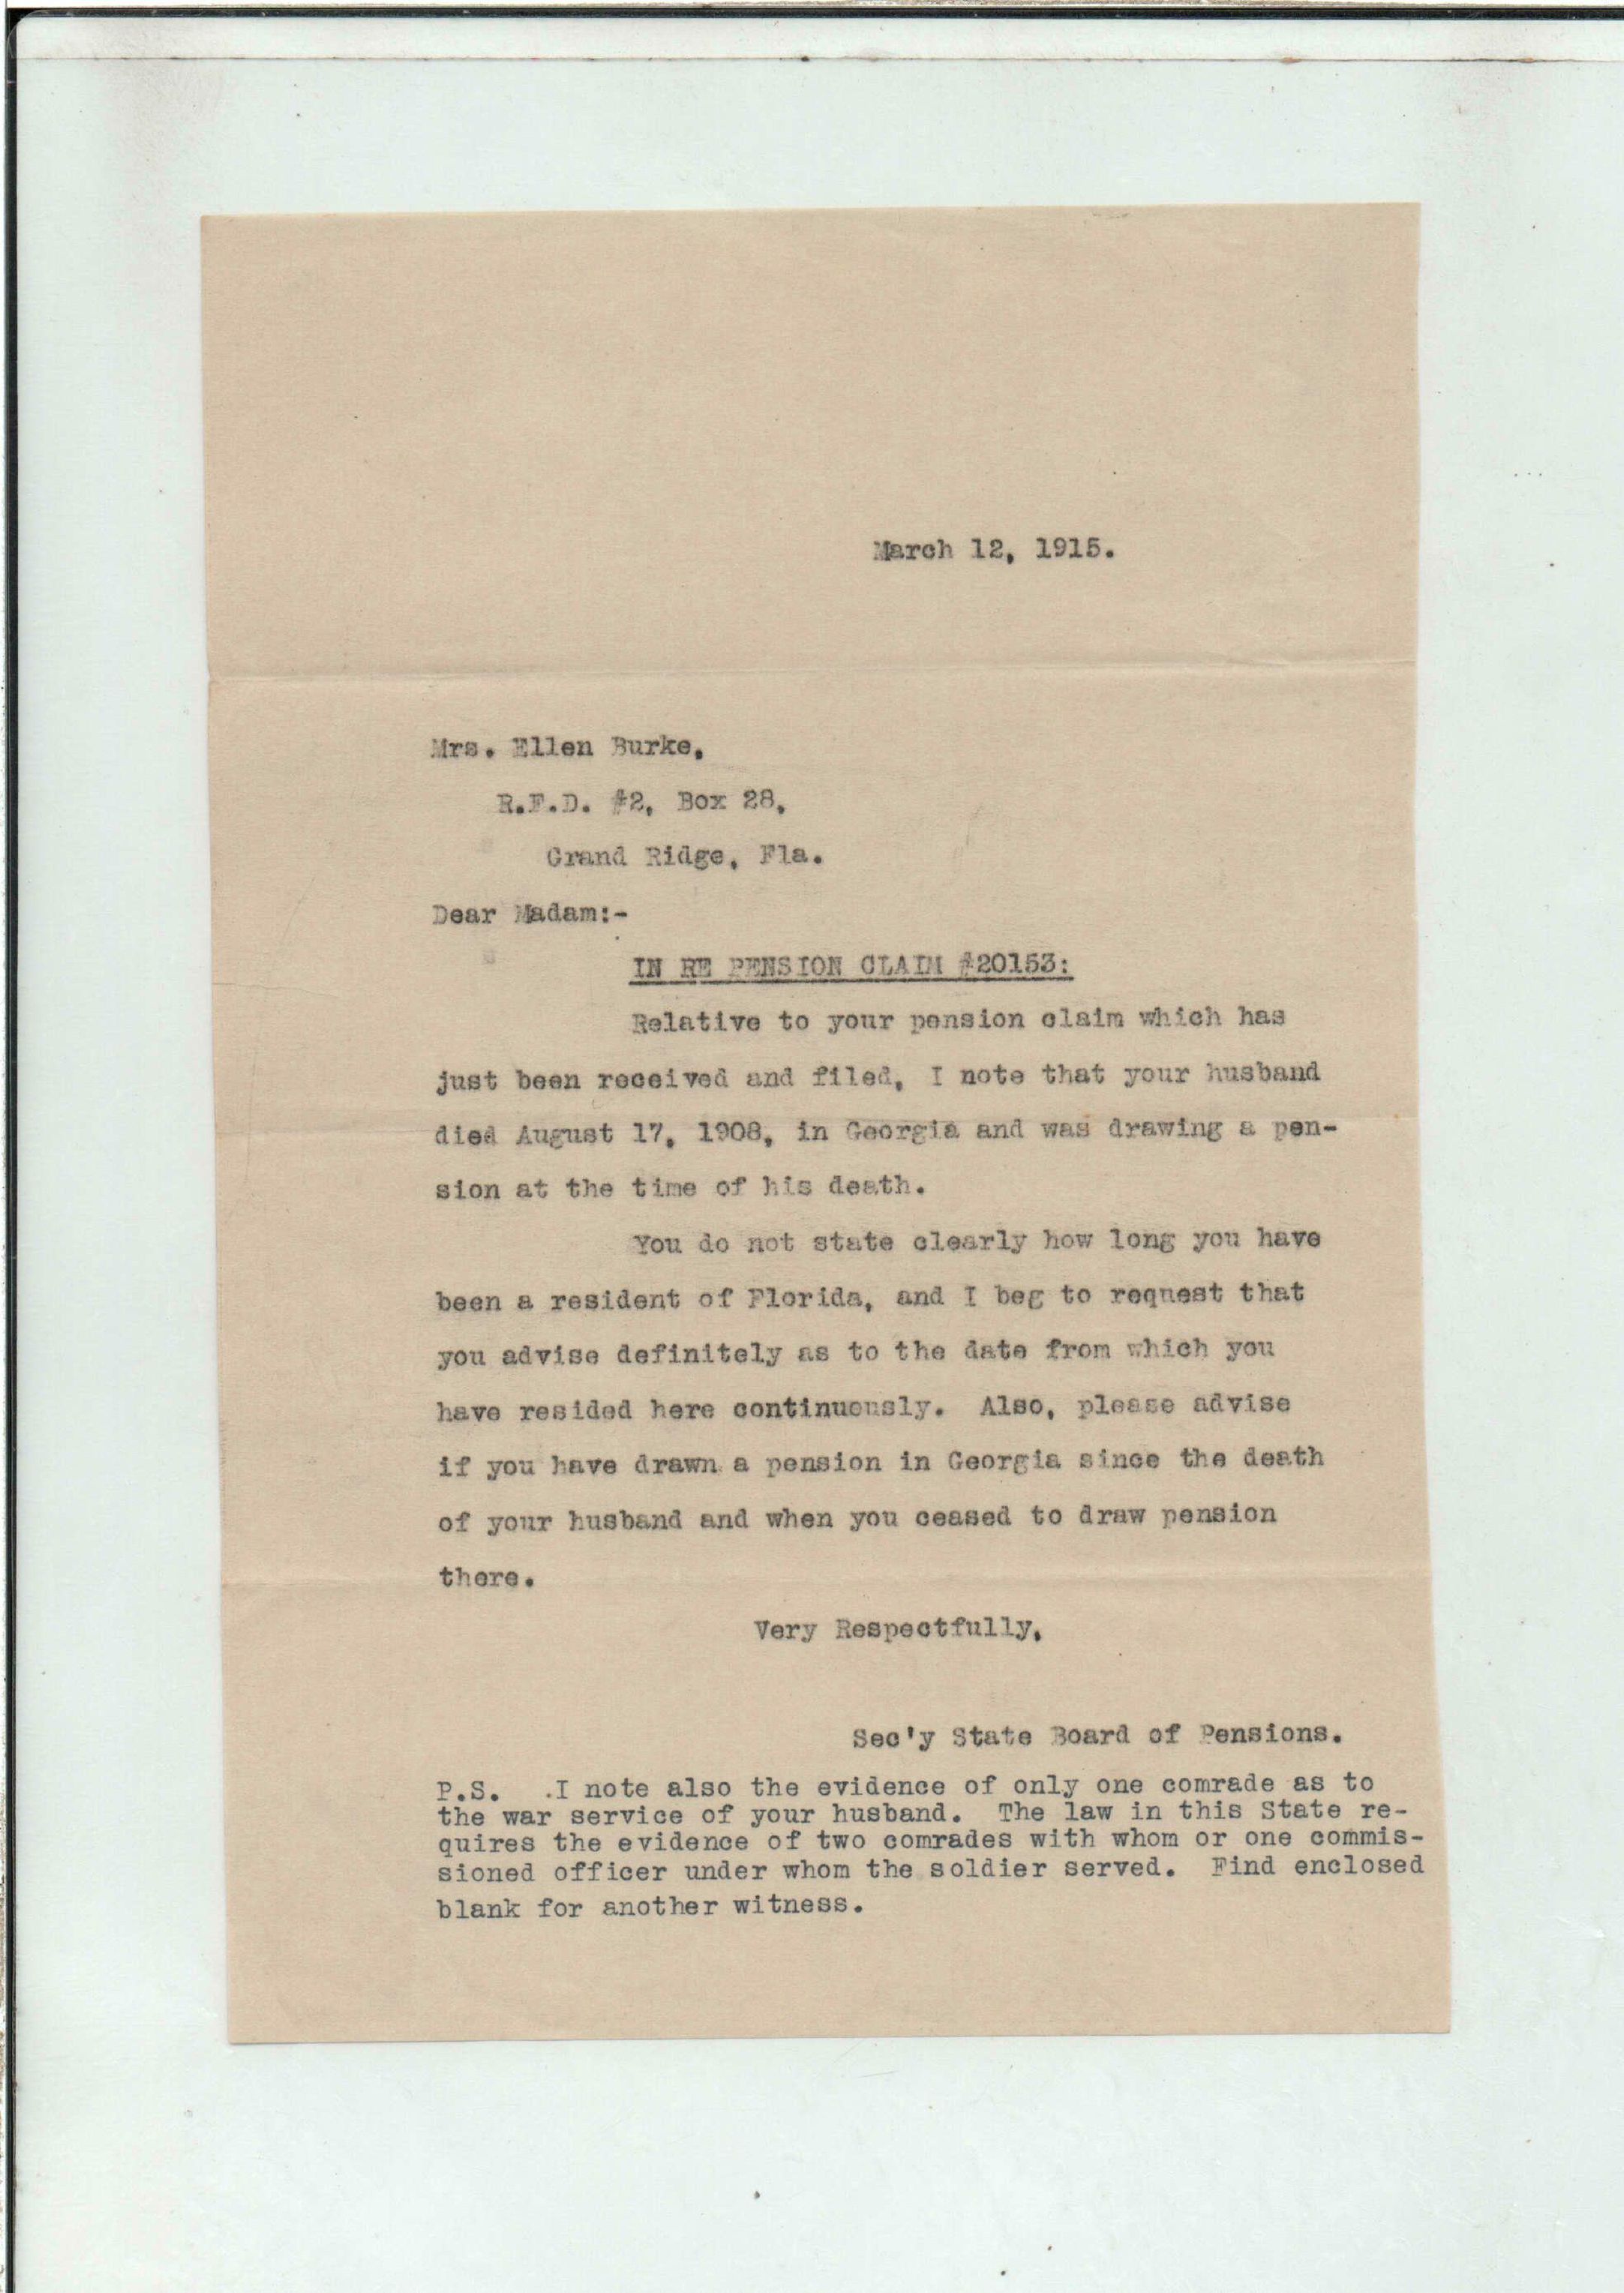 March 12, 1915.
Mrs. Ellen Burke,
R.F.D. #2, Box 28,
Grand Ridge, Fla.
Dear Madam:-
IN RE PENSION CLAIM #20153:
Relative to your pension claim which has
just been received and filed, I note that your husband
died August 17, 1908, in Georgia and was drawing a pen-
sion at the time of his death.
You do not state clearly how long you have
been a resident of Florida, and I beg to request that
you advise definitely as to the date from which you
have resided here continuously. Also, please advise
if you have drawn a pension in Georgia since the death
of your husband and when you ceased to draw pension
there.
Very Respectfully,
Sec'y State Board of Pensions.
P.S. .I note also the evidence of only one comrade as to
the war service of your husband. The law in this State re-
quires the evidence of two comrades with whom or one commis-
sioned officer under whom the soldier served. Find enclosed
blank for another witness.